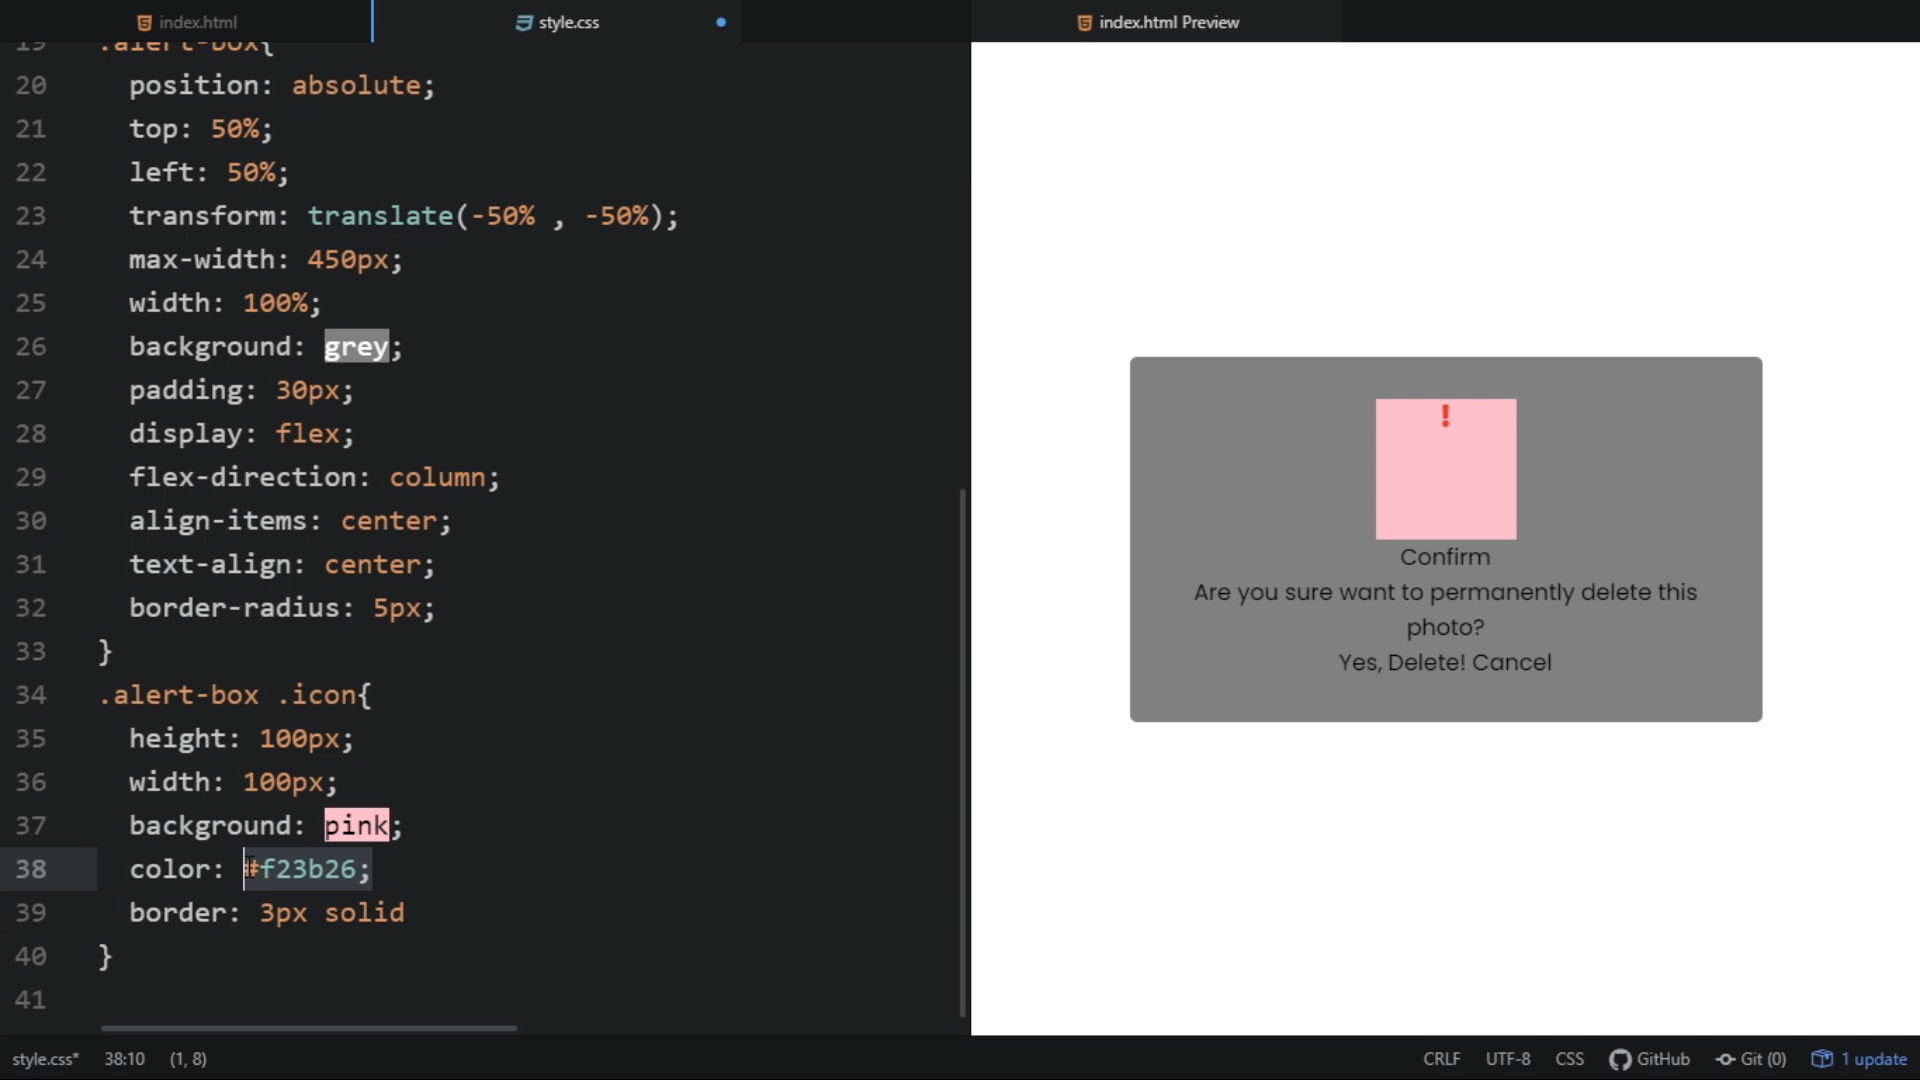 index.html
style.css
index.html Preview
19 .alert-box{
20 position: absolute;
21 top: 50%;
22 left: 50%;
23 transform: translate(-50% , -50%);
24 max-width: 450px;
25 width: 100%;
26 background: grey;
27 padding: 30px;
28 display: flex;
29 flex-direction: column;
30 align-items: center;
31 text-align: center;
32 border-radius: 5px;
33 }
34 .alert-box .icon{
35 height: 100px;
36 width: 100px;
37 background: pink;
38 color: #f23b26;
39 border: 3px solid
40 }
41
!
Confirm
Are you sure want to permanently delete this
photo?
Yes, Delete! Cancel
style.css* 38:10 (1, 8)
CRLF UTF-8 CSS GitHub Git (0) 1 update